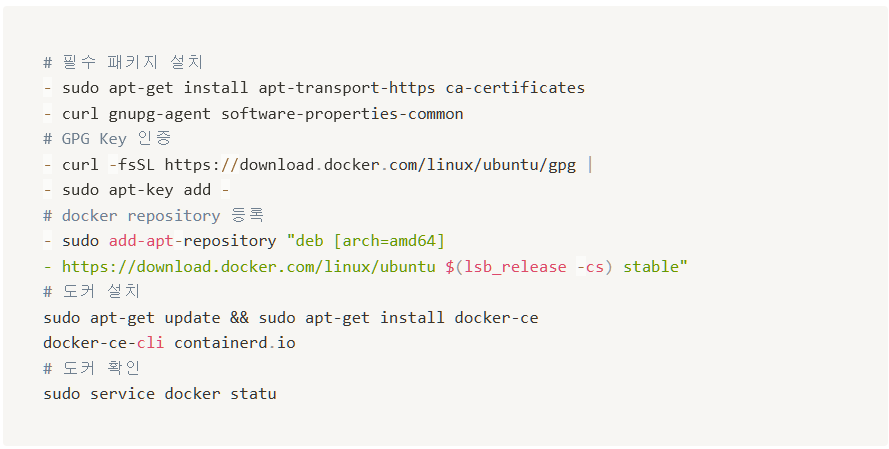 # 필수 패키지 설치
- sudo apt-get install apt-transport-https ca-certificates
- curl gnupg-agent software-properties-common
# GPG Key 인증
- curl -fsSL https://download.docker.com/linux/ubuntu/gpg |
- sudo apt-key add -
# docker repository 등록
- sudo add-apt-repository "deb [arch=amd64]
- https://download.docker.com/linux/ubuntu $(lsb_release -cs) stable"
# 도커 설치
sudo apt-get update && sudo apt-get install docker-ce
docker-ce-cli containerd.io
# 도커 확인
sudo service docker statu